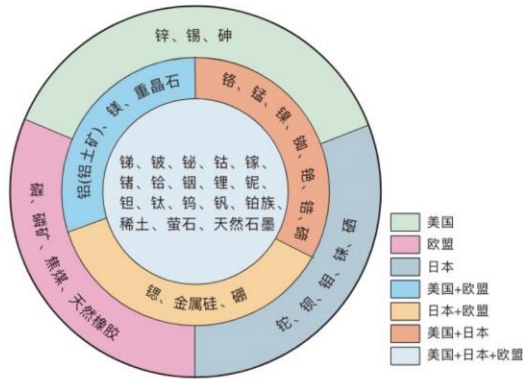 锌、锡、砷
铝(铝土矿)、镁、重晶石
铬、锰、镍、铷、铯、锆、碲
锑、铍、铋、钴、镓、
锗、铪、铟、锂、铌、
钽、钛、钨、钒、铂族、
稀土、萤石、天然石墨
锶、金属硅、硼
磷、磷矿、焦煤、天然橡胶
铊、钡、钼、铼、硒
美国
欧盟
日本
美国+欧盟
日本+欧盟
美国+日本
美国+日本+欧盟